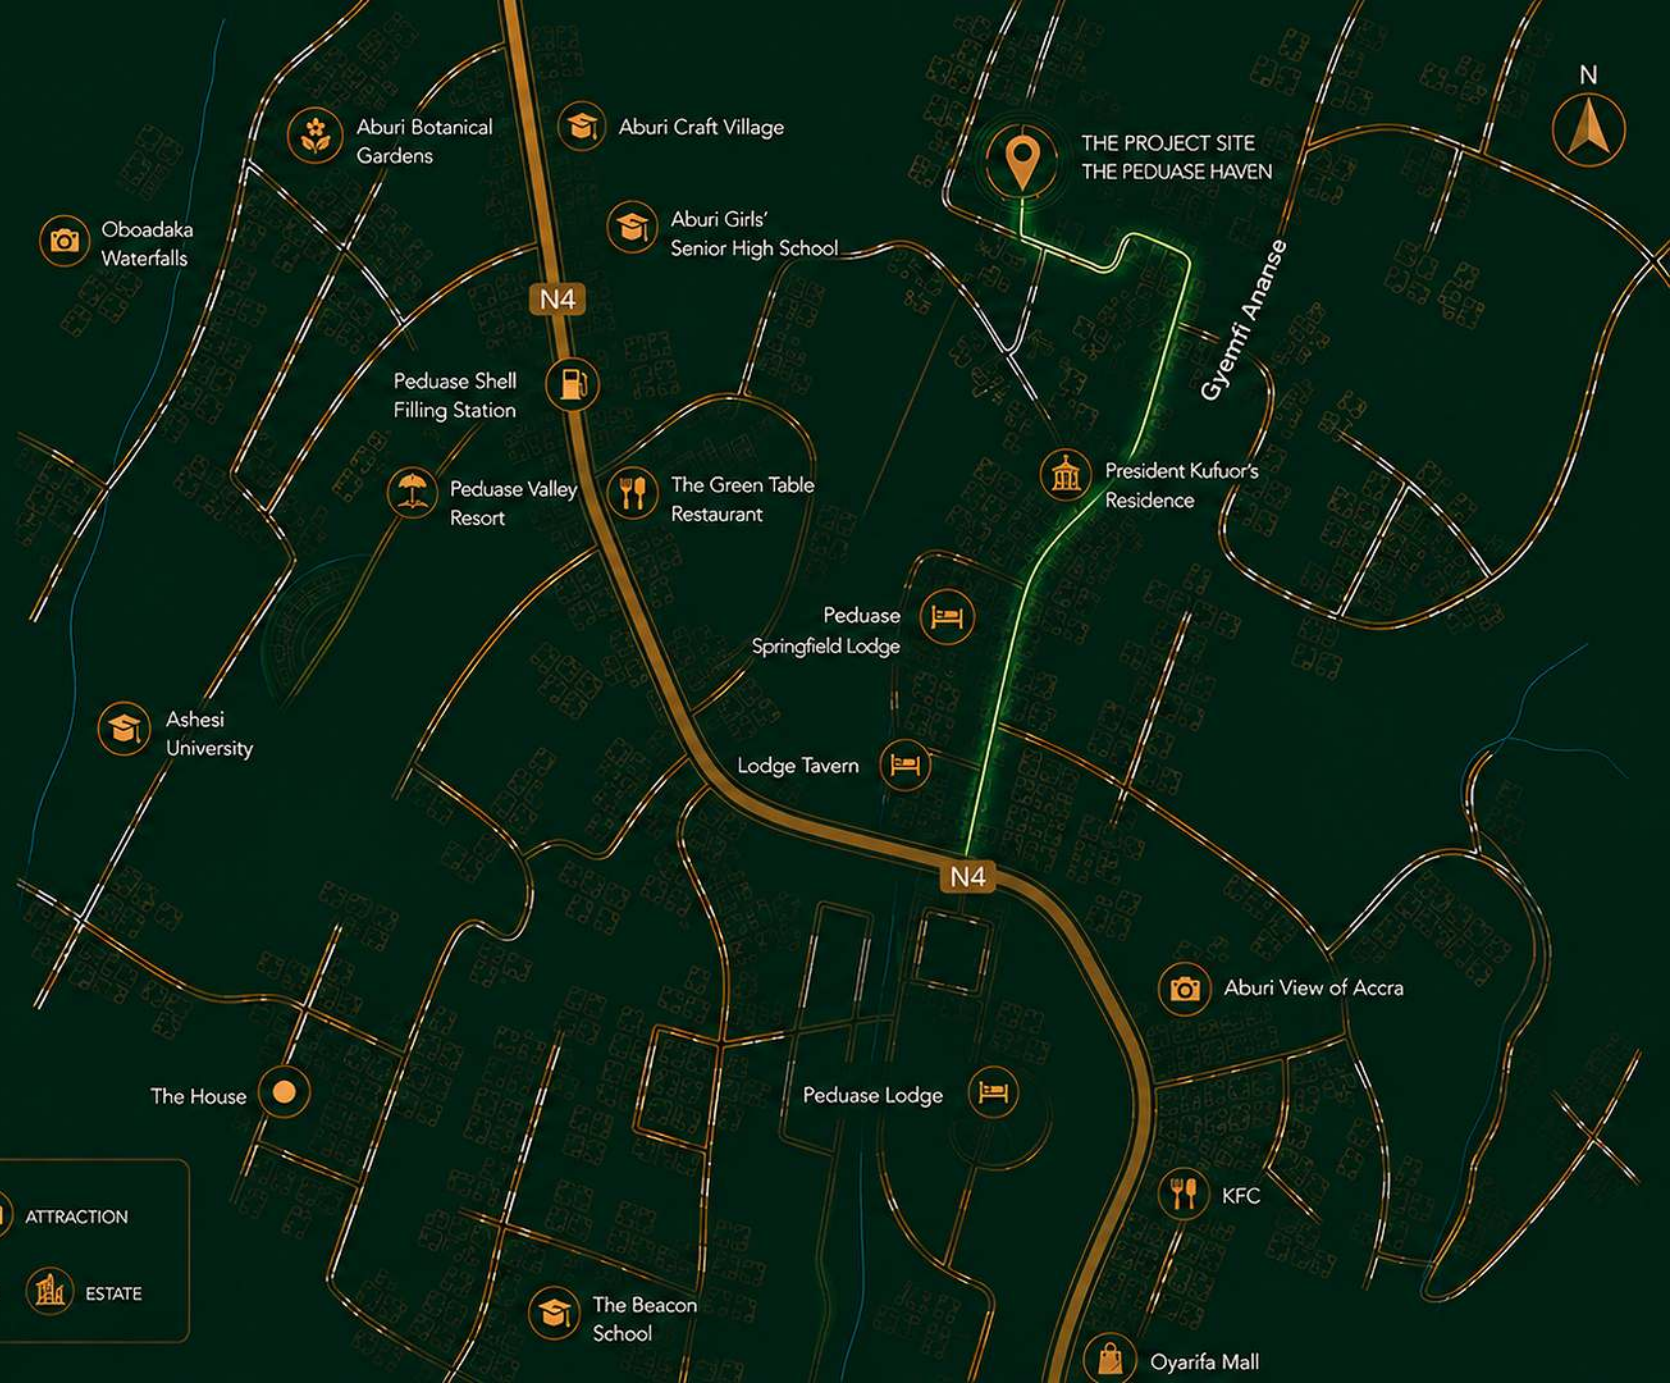 N
Aburi Botanical
Gardens
Aburi Craft Village
THE PROJECT SITE
THE PEDUASE HAVEN
Oboadaka
Waterfalls
Aburi Girls'
Senior High School
N4
Gyemfi Ananse
Peduase Shell
Filling Station
Peduase Valley
Resort
The Green Table
Restaurant
President Kufuor's
Residence
Peduase
Springfield Lodge
Ashesi
University
Lodge Tavern
N4
Aburi View of Accra
The House
Peduase Lodge
KFC
ATTRACTION
ESTATE
The Beacon
School
Oyarifa Mall